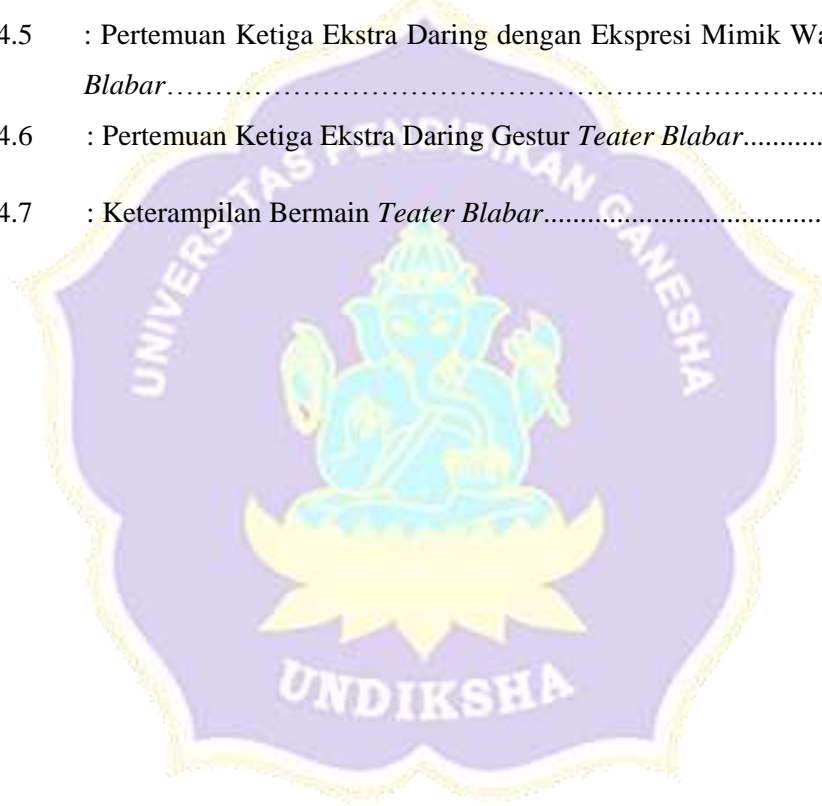 4.5 : Pertemuan Ketiga Ekstra Daring dengan Ekspresi Mimik
Blabar……………………………………………………………..
4.6 : Pertemuan Ketiga Ekstra Daring Gestur Teater Blabar...........
4.7 : Keterampilan Bermain Teater Blabar......................................
UNIVERSITAS PENDIDIKAN GANESHA
UNDIKSHA